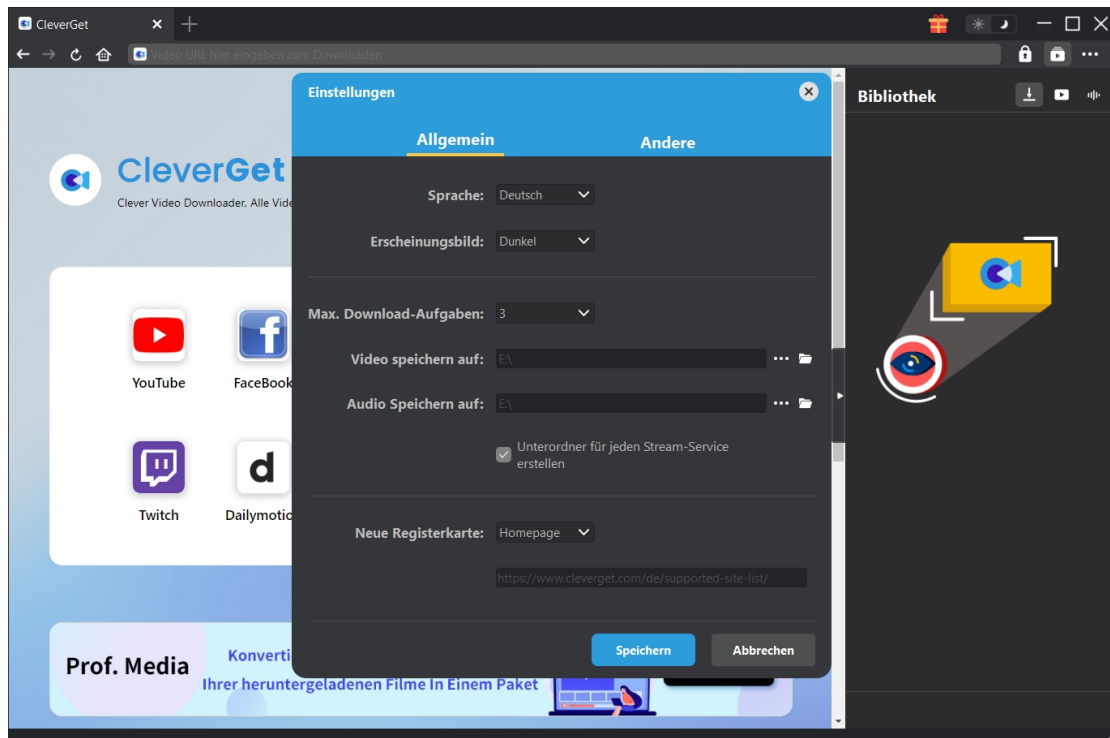 CleverGet
Video URL hier eingeben zum Downloaden
Einstellungen
Allgemein
Andere
Bibliothek
CleverGet
Clever Video Downloader, Alle Vide
Sprache: Deutsch
Erscheinungsbild: Dunkel
Max. Download-Aufgaben: 3
Video speichern auf: E:\
Audio Speichern auf: E:\
Unterordner für jeden Stream-Service
erstellen
Neue Registerkarte: Homepage
https://www.cleverget.com/de/supported-site-list/
Speichern
Abbrechen
YouTube
FaceBook
Twitch
Dailymotic
Prof. Media
Konverti
Ihrer heruntergeladenen Filme In Einem Paket